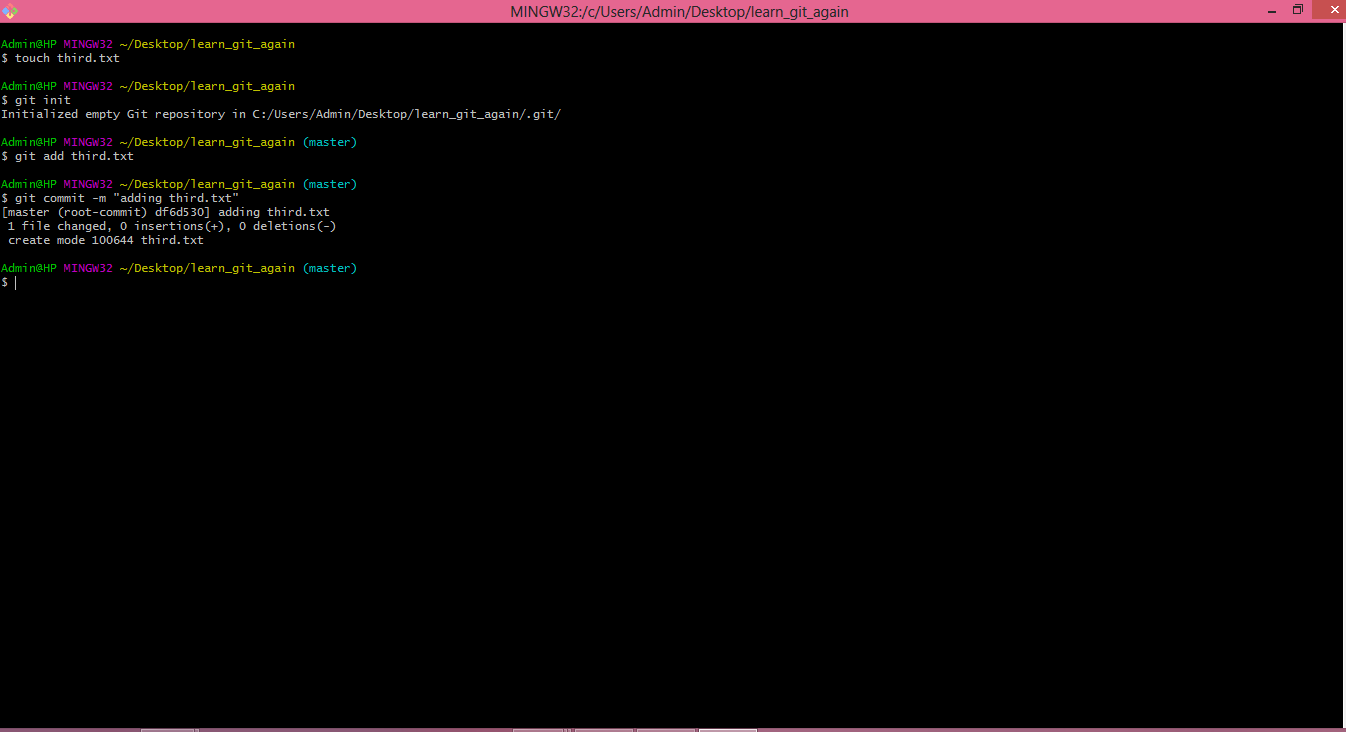 MINGW32:/c/Users/Admin/Desktop/learn_git_again
Admin@HP MINGW32 ~/Desktop/learn_git_again
$ touch third.txt
Admin@HP MINGW32 ~/Desktop/learn_git_again
$ git init
Initialized empty Git repository in C:/Users/Admin/Desktop/learn_git_again/.git/
Admin@HP MINGW32 ~/Desktop/learn_git_again (master)
$ git add third.txt
Admin@HP MINGW32 ~/Desktop/learn_git_again (master)
$ git commit -m "adding third.txt"
[master (root-commit) df6d530] adding third.txt
 1 file changed, 0 insertions(+), 0 deletions(-)
 create mode 100644 third.txt
Admin@HP MINGW32 ~/Desktop/learn_git_again (master)
$